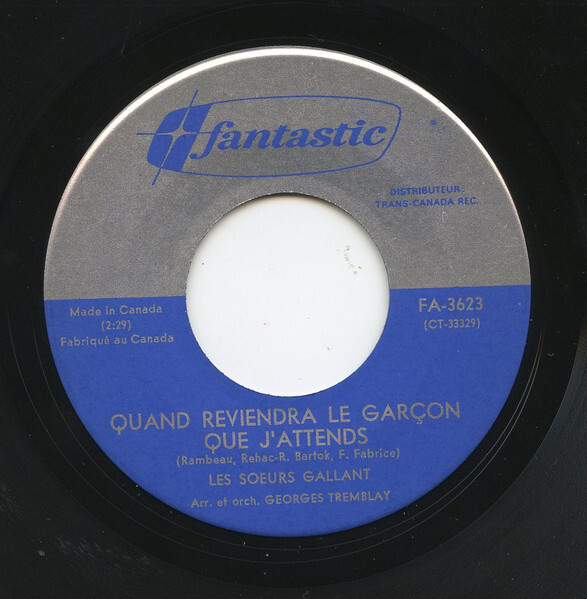 fantastic
DISTRIBUTEUR
TRANS-CANADA REC.
Made in Canada
(2:29)
Fabriqué au Canada
FA-3623
(CT-33329)
QUAND REVIENDRA LE GARÇON
QUE J'ATTENDS
(Rambeau, Rehac-R. Bartok, F. Fabrice)
LES SOEURS GALLANT
Arr. et orch. GEORGES TREMBLAY